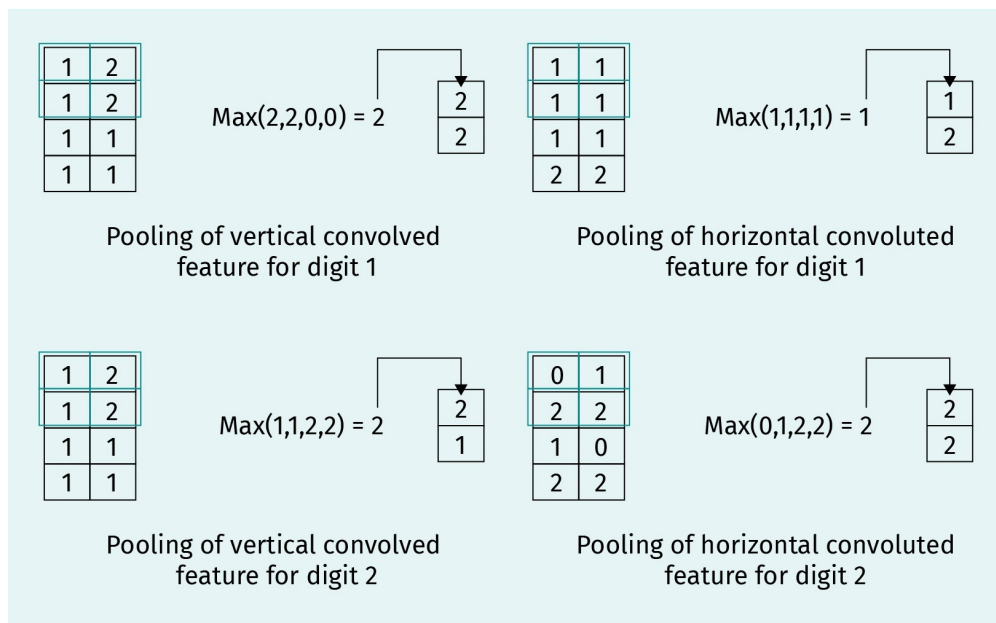 1 2
1 2
1 1
1 1
Max(2,2,0,0) = 2
2
2
Pooling of vertical convolved
feature for digit 1
1 1
1 1
1 1
2 2
Max(1,1,1,1) = 1
1
2
Pooling of horizontal convoluted
feature for digit 1
1 2
1 2
1 1
1 1
Max(1,1,2,2) = 2
2
1
Pooling of vertical convolved
feature for digit 2
0 1
2 2
1 0
2 2
Max(0,1,2,2) = 2
2
2
Pooling of horizontal convoluted
feature for digit 2